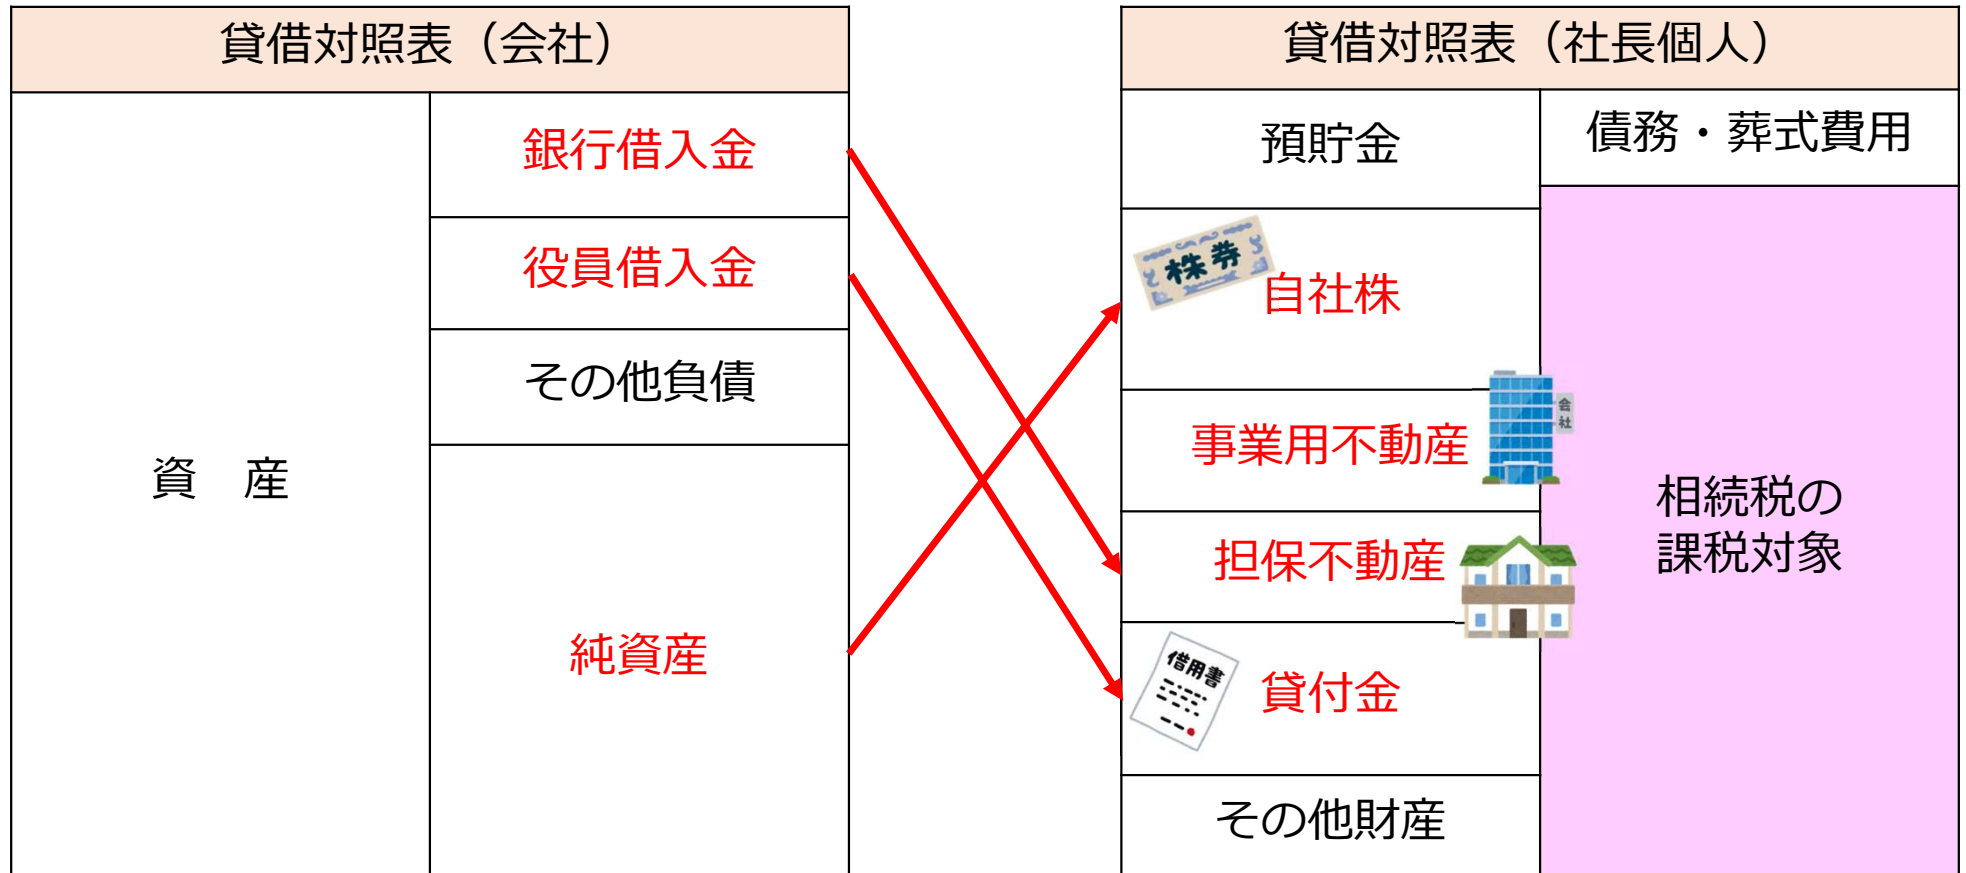 貸借対照表（会社）
資　産
銀行借入金
役員借入金
その他負債
純資産
貸借対照表（社長個人）
預貯金
株券
自社株
事業用不動産
会社
担保不動産
借用書
貸付金
その他財産
債務・葬式費用
相続税の
課税対象